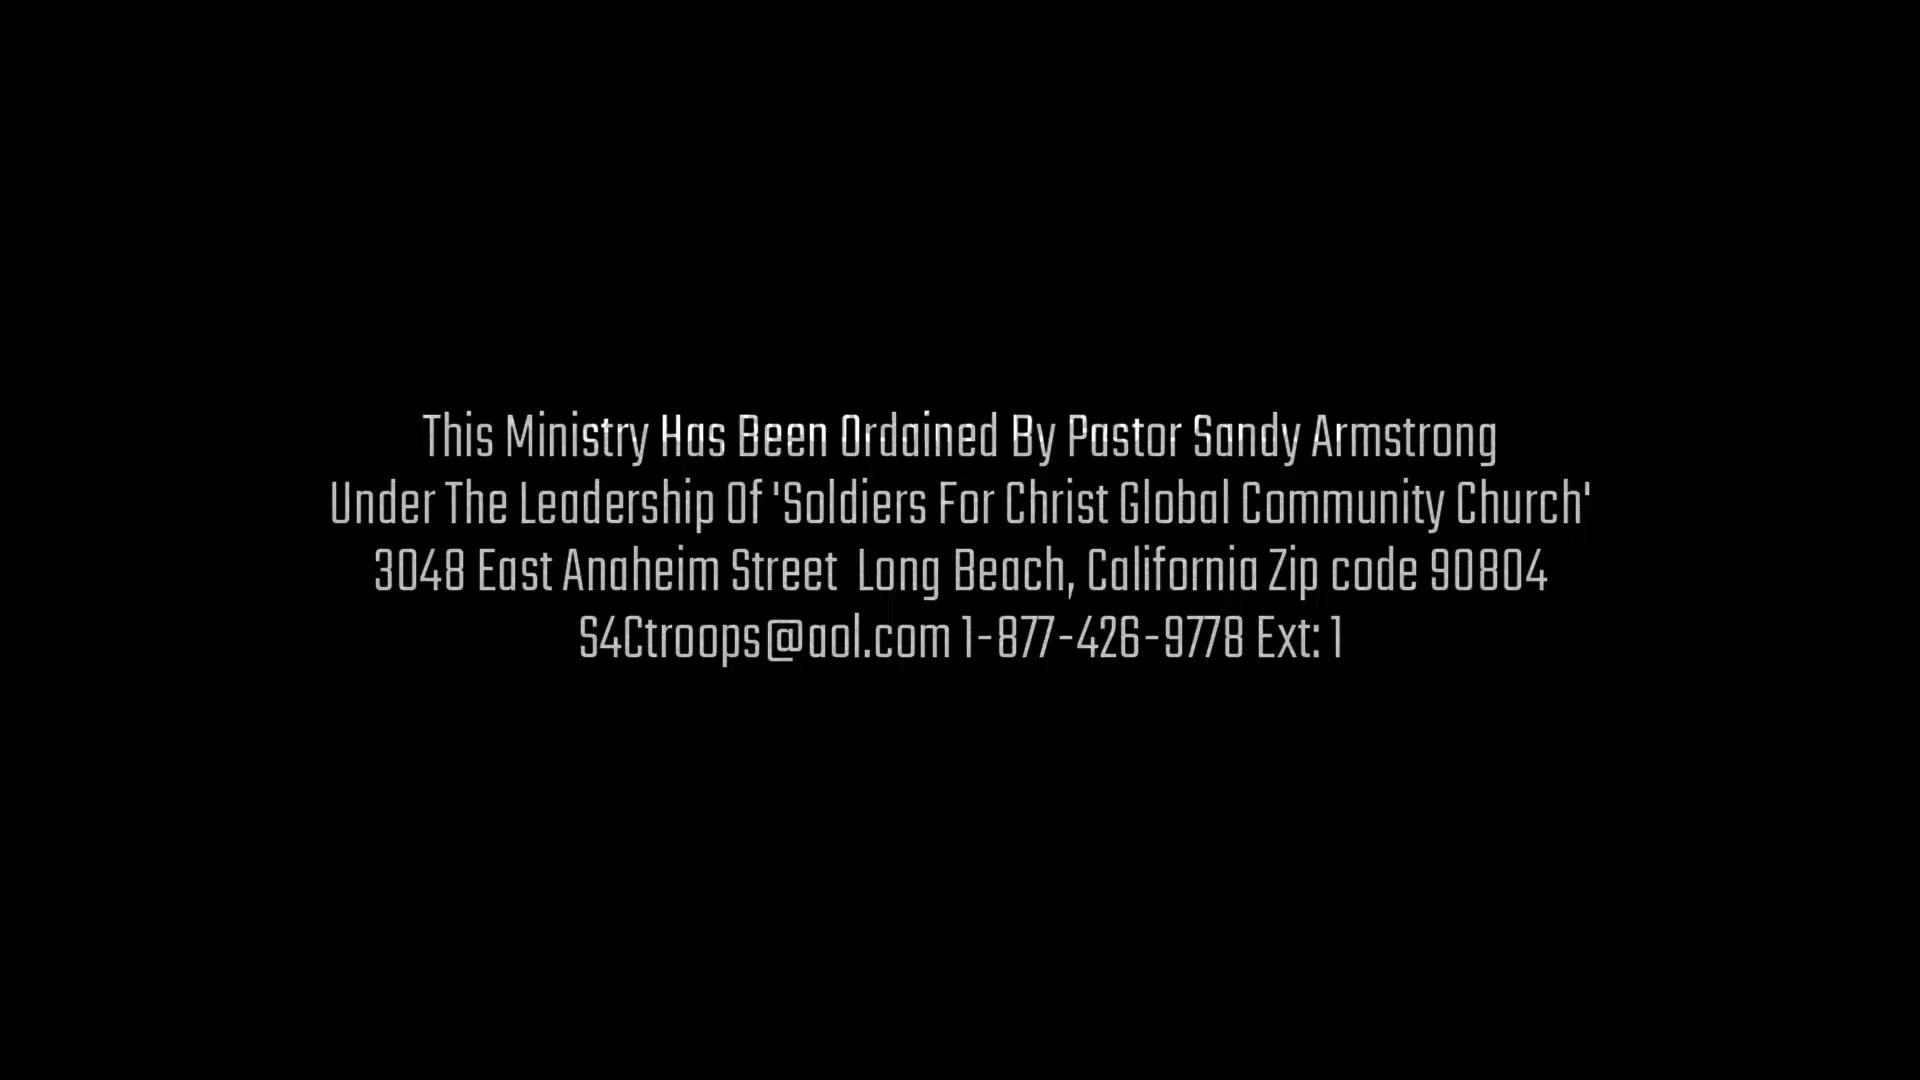 This Ministry Has Been Ordained By Pastor Sandy Armstrong
Under The Leadership Of 'Soldiers For Christ Global Community Church'
3048 East Anaheim Street  Long Beach, California Zip code 90804
S4Ctroops@aol.com 1-877-426-9778 Ext: 1